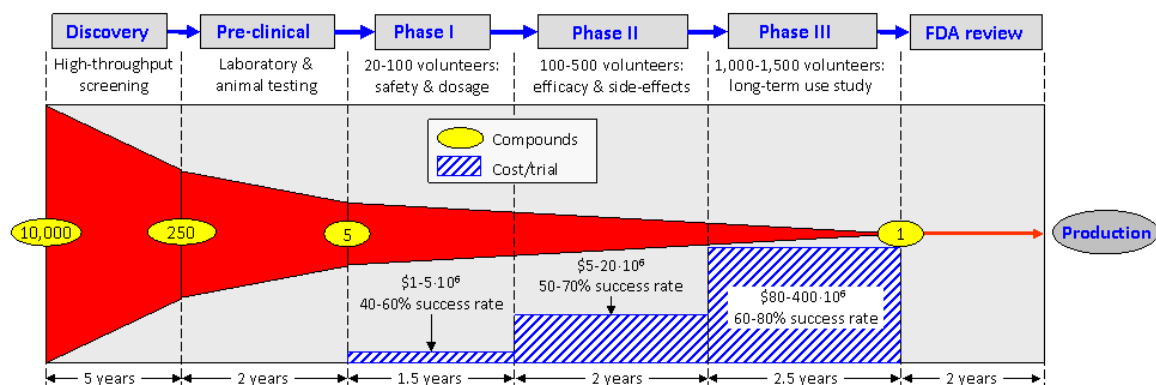 Discovery
Pre-clinical
Phase I
Phase II
Phase III
FDA review
High-throughput
screening
Laboratory &
animal testing
20-100 volunteers:
safety & dosage
100-500 volunteers:
efficacy & side-effects
1,000-1,500 volunteers:
long-term use study
Compounds
Cost/trial
10,000
250
5
1
Production
$1-5·10⁶
40-60% success rate
$5-20·10⁶
50-70% success rate
$80-400·10⁶
60-80% success rate
5 years
2 years
1.5 years
2 years
2.5 years
2 years